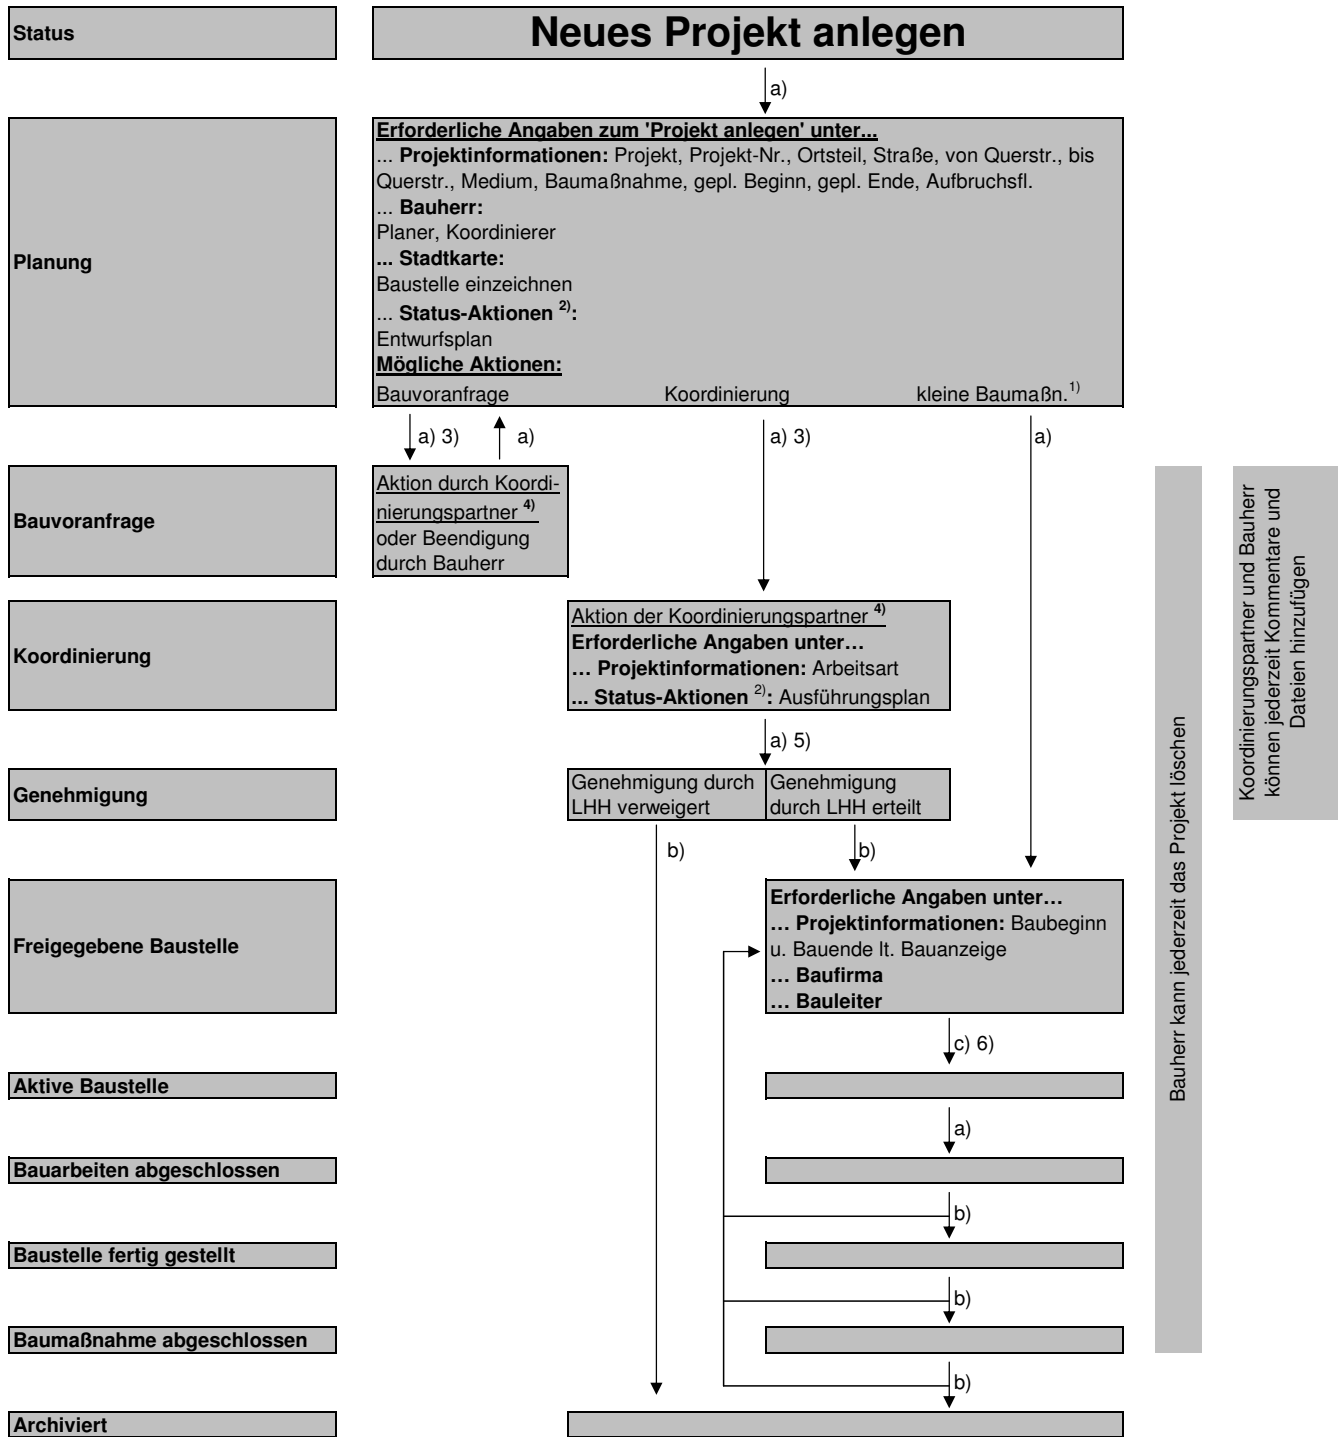 Status
Neues Projekt anlegen
a)
Planung
Erforderliche Angaben zum 'Projekt anlegen' unter...
... Projektinformationen: Projekt, Projekt-Nr., Ortsteil, Straße, von Querstr., bis
Querstr., Medium, Baumaßnahme, gepl. Beginn, gepl. Ende, Aufbruchsfl.
... Bauherr:
Planer, Koordinierer
... Stadtkarte:
Baustelle einzeichnen
... Status-Aktionen 2):
Entwurfsplan
Mögliche Aktionen:
Bauvoranfrage Koordinierung kleine Baumaßn.1)
a) 3) a) a) 3) a)
Bauvoranfrage
Aktion durch Koordi-
nierungspartner 4)
oder Beendigung
durch Bauherr
Koordinierung
Aktion der Koordinierungspartner 4)
Erforderliche Angaben unter…
… Projektinformationen: Arbeitsart
... Status-Aktionen 2): Ausführungsplan
a) 5)
Genehmigung
Genehmigung durch
LHH verweigert
Genehmigung
durch LHH erteilt
b) b)
Freigegebene Baustelle
Erforderliche Angaben unter…
… Projektinformationen: Baubeginn
u. Bauende lt. Bauanzeige
… Baufirma
… Bauleiter
c) 6)
Aktive Baustelle
a)
Bauarbeiten abgeschlossen
b)
Baustelle fertig gestellt
b)
Baumaßnahme abgeschlossen
b)
Archiviert
Bauherr kann jederzeit das Projekt löschen
Koordinierungspartner und Bauherr
können jederzeit Kommentare und
Dateien hinzufügen